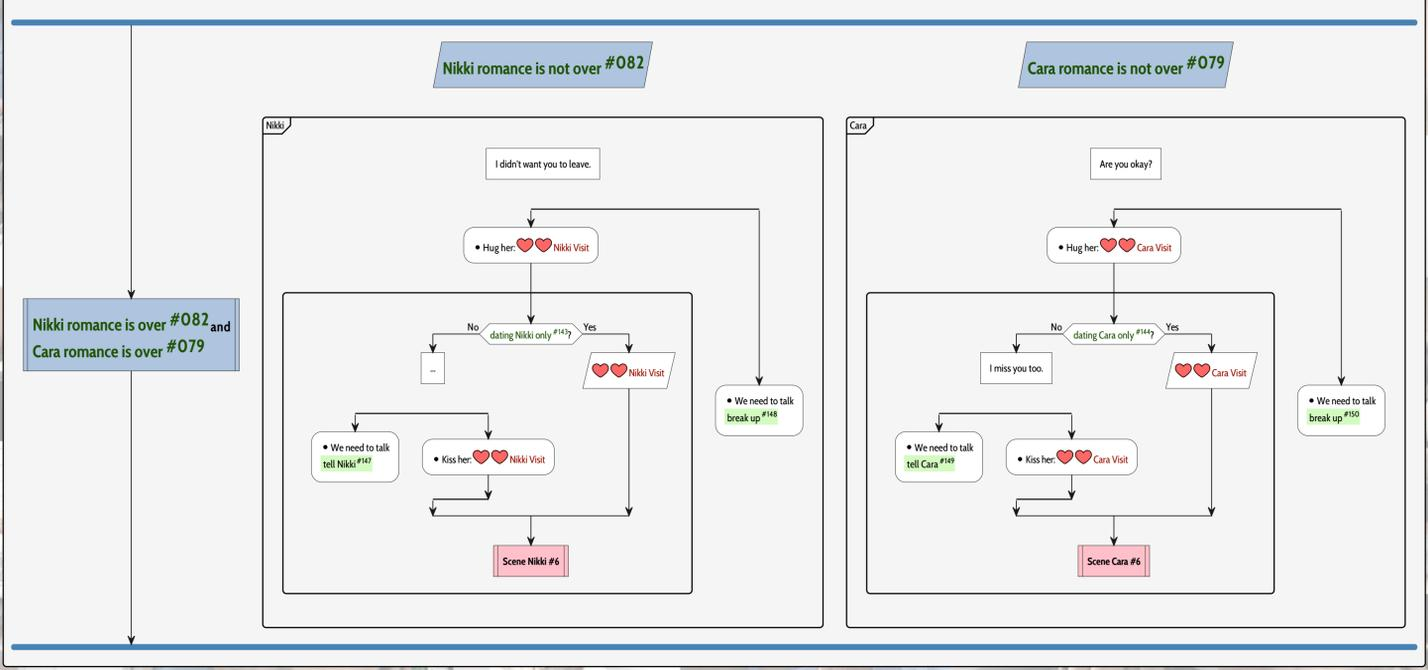 Nikki romance is not over #082
Cara romance is not over #079
Nikki romance is over #082 and
Cara romance is over #079
Nikki
I didn't want you to leave.
• Hug her: Nikki Visit
No
dating Nikki only #143?
Yes
...
Nikki Visit
• We need to talk
break up #148
• We need to talk
tell Nikki #147
• Kiss her: Nikki Visit
Scene Nikki #6
Cara
Are you okay?
• Hug her: Cara Visit
No
dating Cara only #144?
Yes
I miss you too.
Cara Visit
• We need to talk
break up #150
• We need to talk
tell Cara #149
• Kiss her: Cara Visit
Scene Cara #6